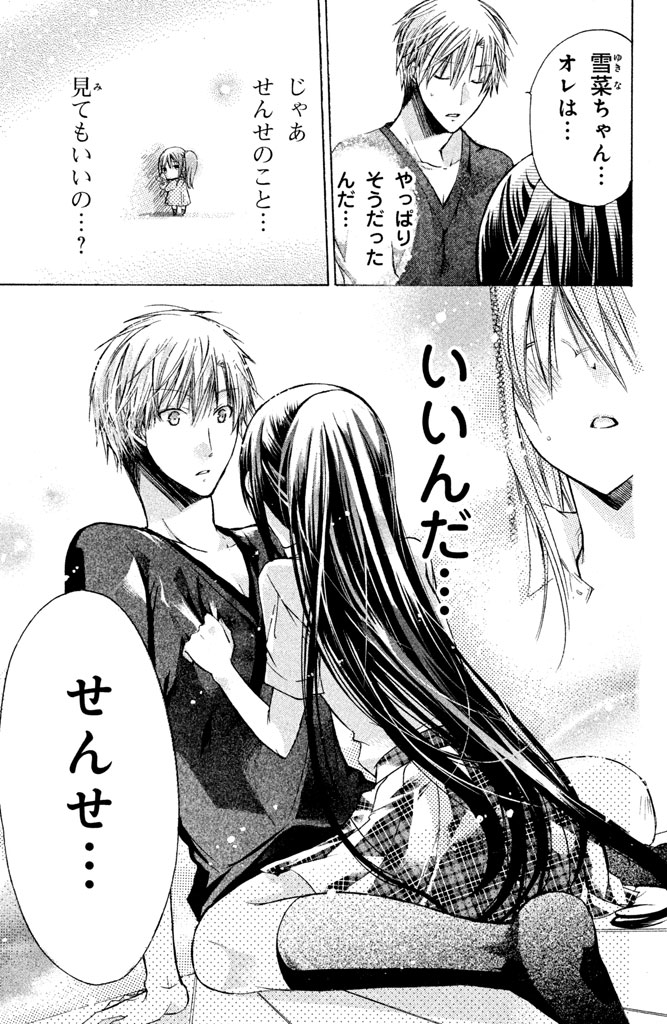 雪菜ちゃん…
オレは…
やっぱり
そうだった
んだ…
じゃあ
せんせのこと…
見てもいいの…?
いいんだ…
せんせ…